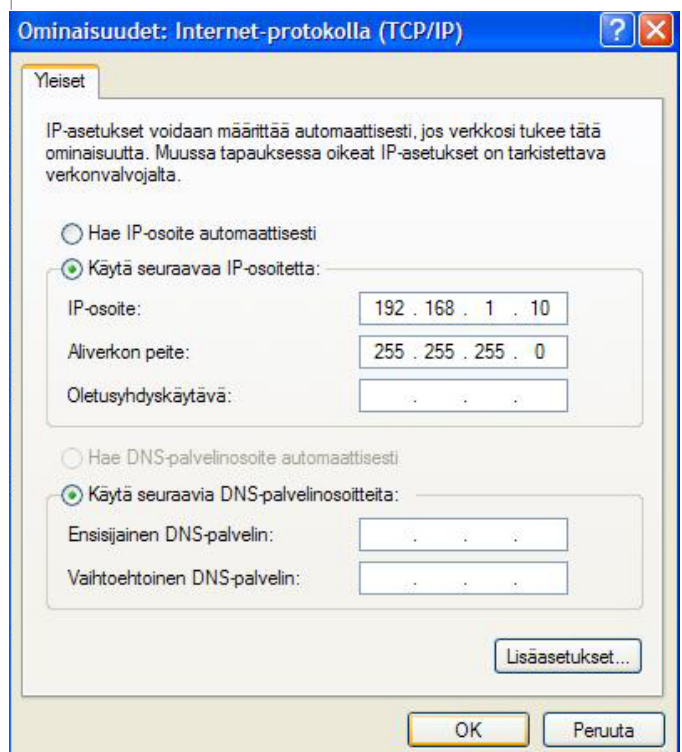 Ominaisuudet: Internet-protokolla (TCP/IP)
Yleiset
IP-asetukset voidaan määrittää automaattisesti, jos verkkosi tukee tätä
ominaisuutta. Muussa tapauksessa oikeat IP-asetukset on tarkistettava
verkonvalvojalta.
Hae IP-osoite automaattisesti
Käytä seuraavaa IP-osoitetta:
IP-osoite: 192 . 168 . 1 . 10
Aliverkon peite: 255 . 255 . 255 . 0
Oletusyhdyskäytävä: . . .
Hae DNS-palvelinosoite automaattisesti
Käytä seuraavia DNS-palvelinosoitteita:
Ensisijainen DNS-palvelin: . . .
Vaihtoehtoinen DNS-palvelin: . . .
Lisäasetukset...
OK Peruuta